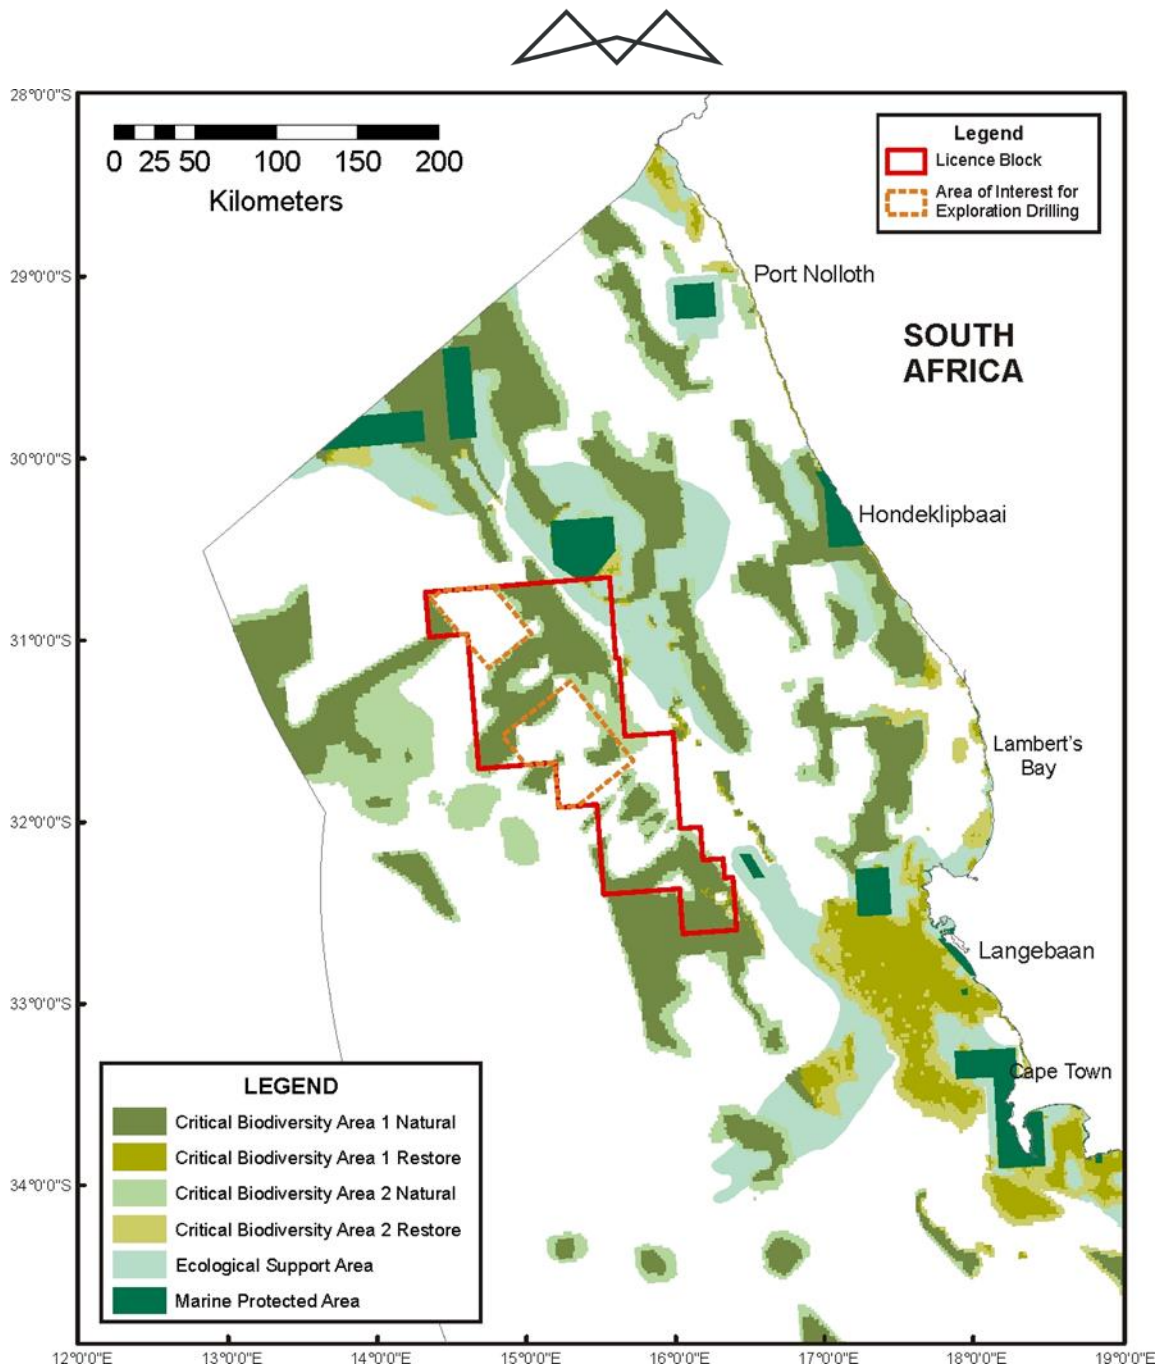 28°0'0"S
0 25 50 100 150 200
Kilometers
Legend
Licence Block
Area of Interest for
Exploration Drilling
29°0'0"S
Port Nolloth
SOUTH
AFRICA
30°0'0"S
Hondeklipbaai
31°0'0"S
Lambert's
Bay
32°0'0"S
Langebaan
33°0'0"S
Cape Town
LEGEND
Critical Biodiversity Area 1 Natural
Critical Biodiversity Area 1 Restore
Critical Biodiversity Area 2 Natural
Critical Biodiversity Area 2 Restore
Ecological Support Area
Marine Protected Area
34°0'0"S
12°0'0"E 13°0'0"E 14°0'0"E 15°0'0"E 16°0'0"E 17°0'0"E 18°0'0"E 19°0'0"E